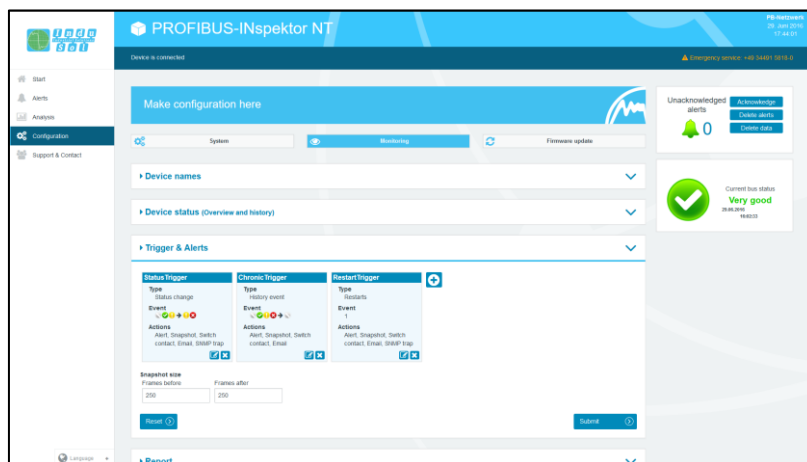 PROFIBUS-INspektor NT
PB-Netzwerk
29. Juni 2016
17:44:01
Device is connected
Emergency service: +49 34491 5818-0
Start
Alerts
Analysis
Configuration
Support & Contact
Make configuration here
System
Monitoring
Firmware update
Device names
Device status (Overview and history)
Trigger & Alerts
StatusTrigger
Type
Status change
Event
Actions
Alert, Snapshot, Switch
contact, Email, SNMP trap
ChronicTrigger
Type
History event
Event
Actions
Alert, Snapshot, Switch
contact, Email
RestartTrigger
Type
Restarts
Event
1
Actions
Alert, Snapshot, Switch
contact, Email, SNMP trap
Snapshot size
Frames before
Frames after
250
250
Reset
Submit
Report
Unacknowledged
alerts
0
Acknowledge
Delete alerts
Delete data
Current bus status
Very good
Language